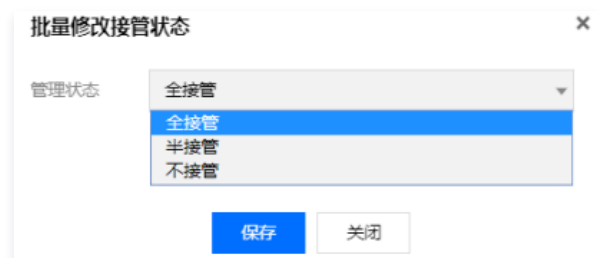 批量修改接管状态
管理状态 全接管
全接管
半接管
不接管
保存 关闭